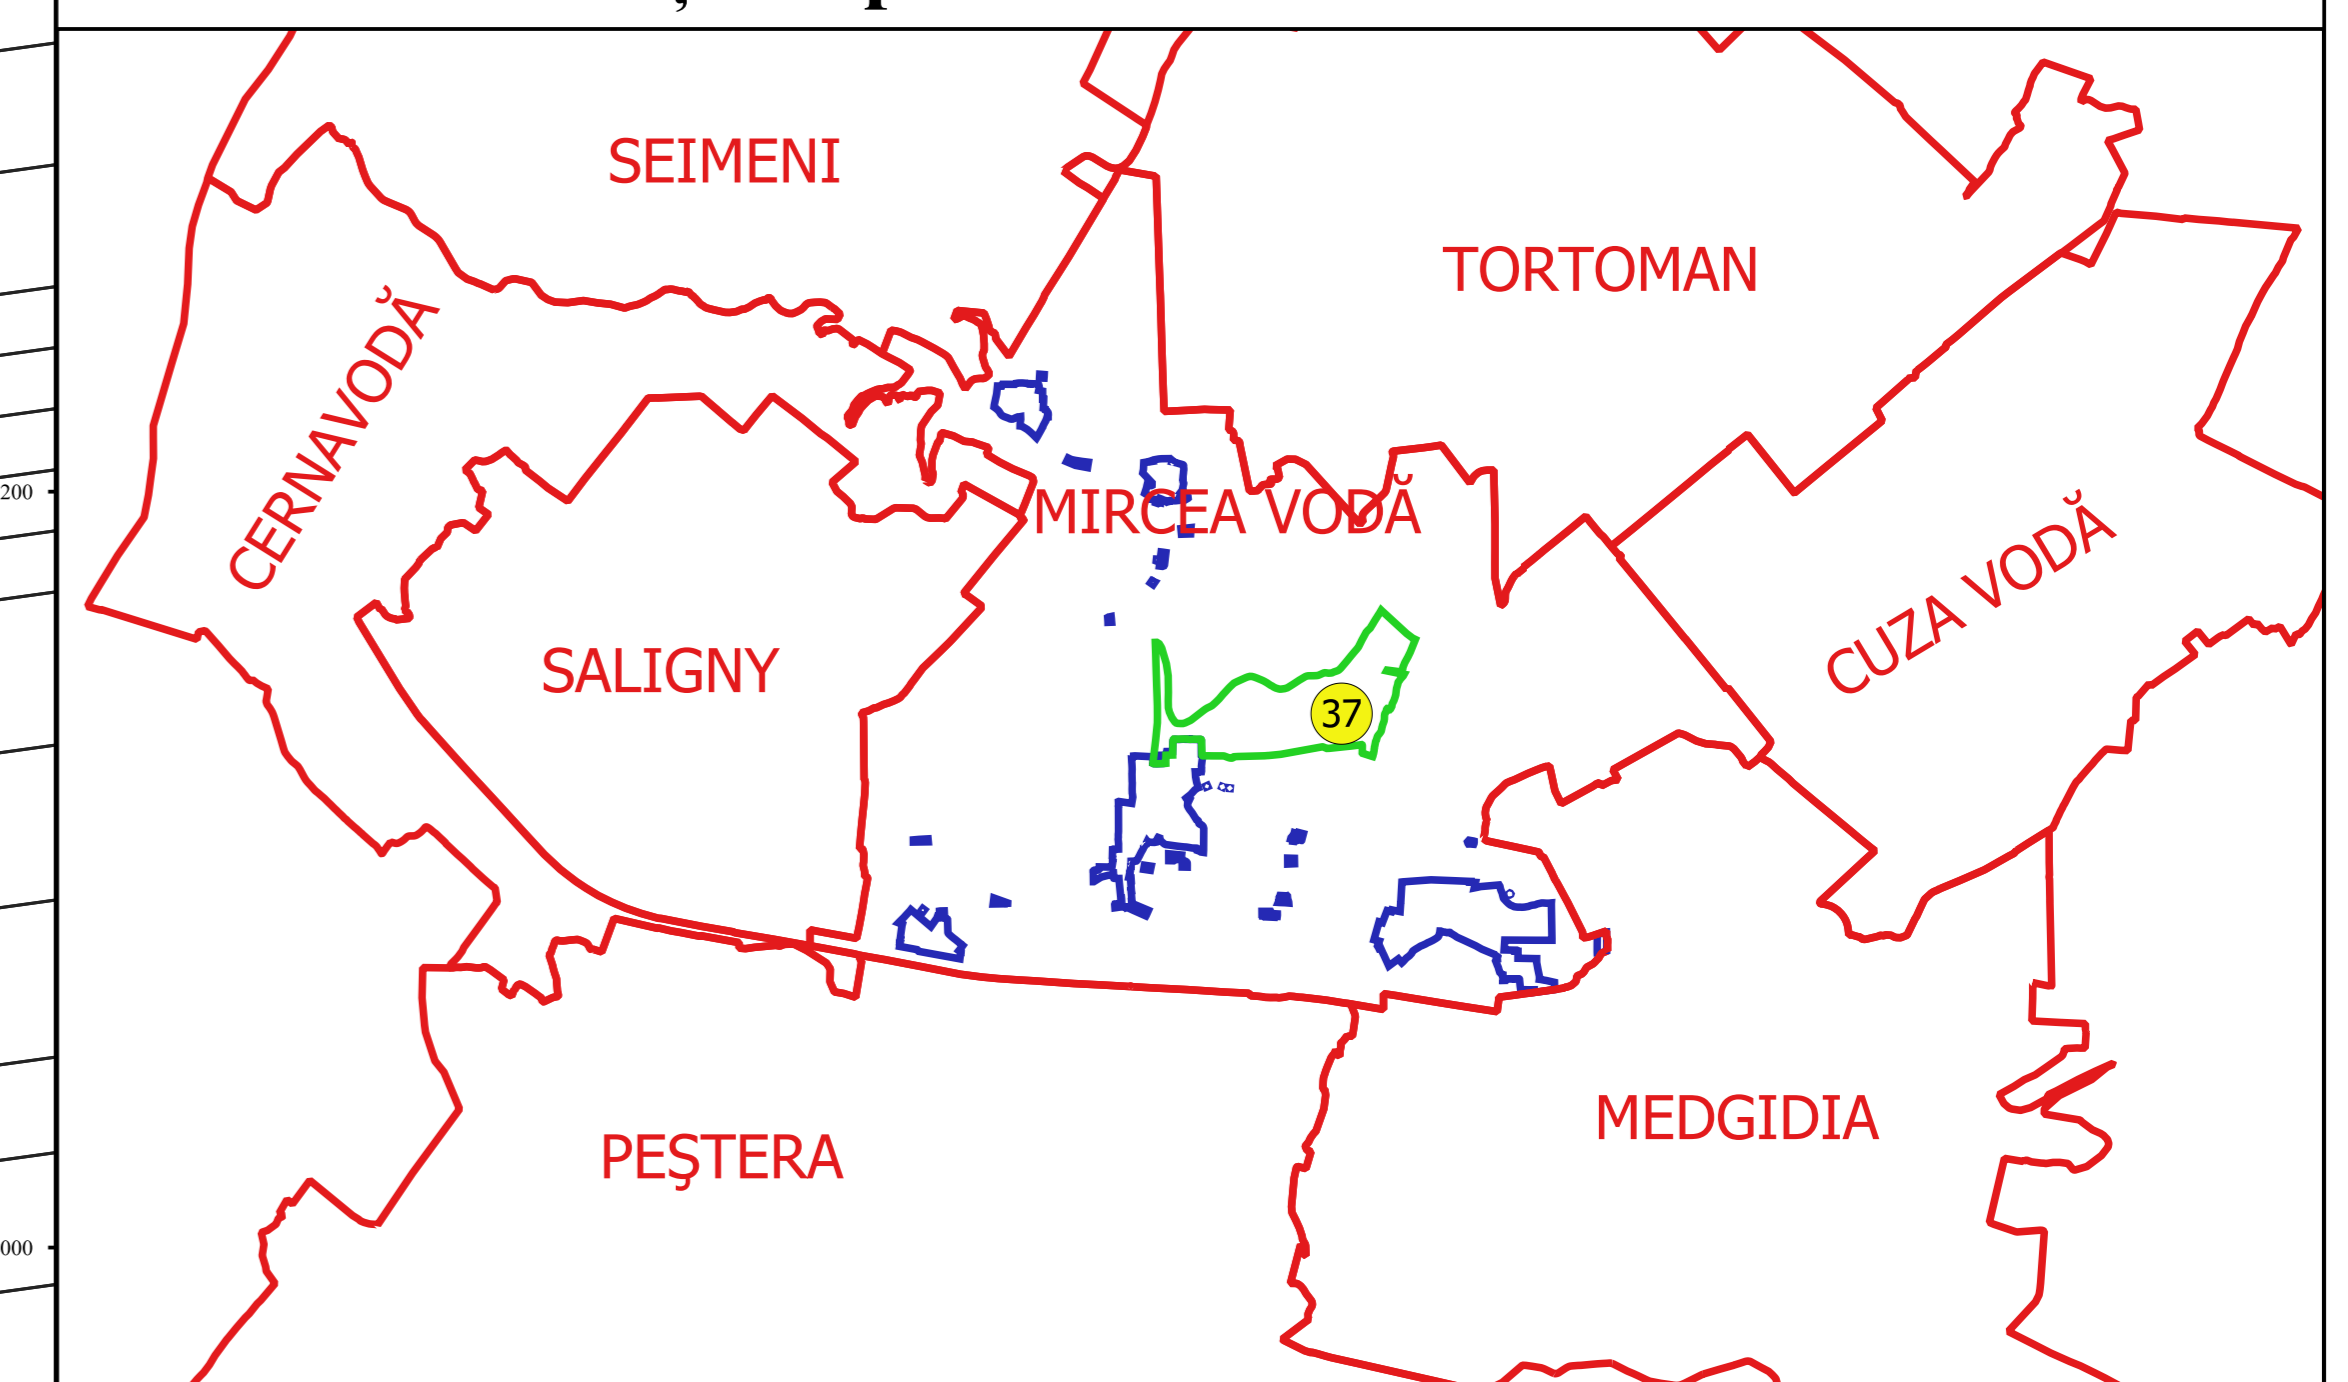 SEIMENI
TORTOMAN
CERNAVODĂ
200
MIRCEA VODĂ
CUZA VODĂ
SALIGNY
37
MEDGIDIA
PEŞTERA
000